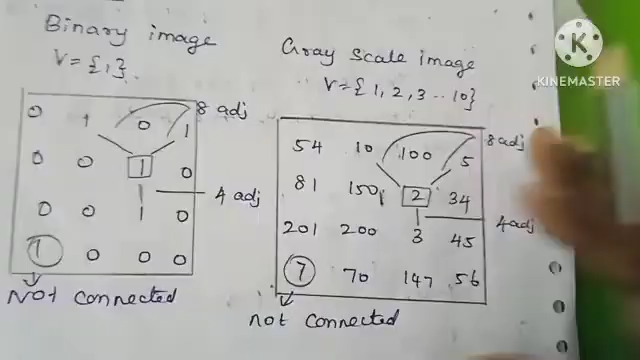 Binary image
V = {1}
0 1 0 1
8 adj
0 0 1 0
4 adj
0 0 1 0
1 0 0 0
Not connected
Gray scale image
V = {1, 2, 3 .. 10}
54 10 100 5
8 adj
81 150 2 34
4 adj
201 200 3 45
7 70 147 56
not connected
K
KINEMASTER